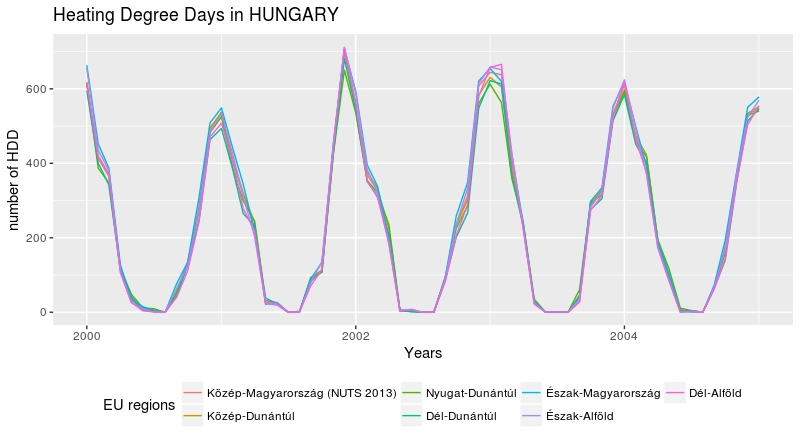 Heating Degree Days in HUNGARY
number of HDD
600
400
200
0
2000
2002
2004
Years
EU regions
Közép-Magyarország (NUTS 2013)
Nyugat-Dunántúl
Észak-Magyarország
Dél-Alföld
Közép-Dunántúl
Dél-Dunántúl
Észak-Alföld